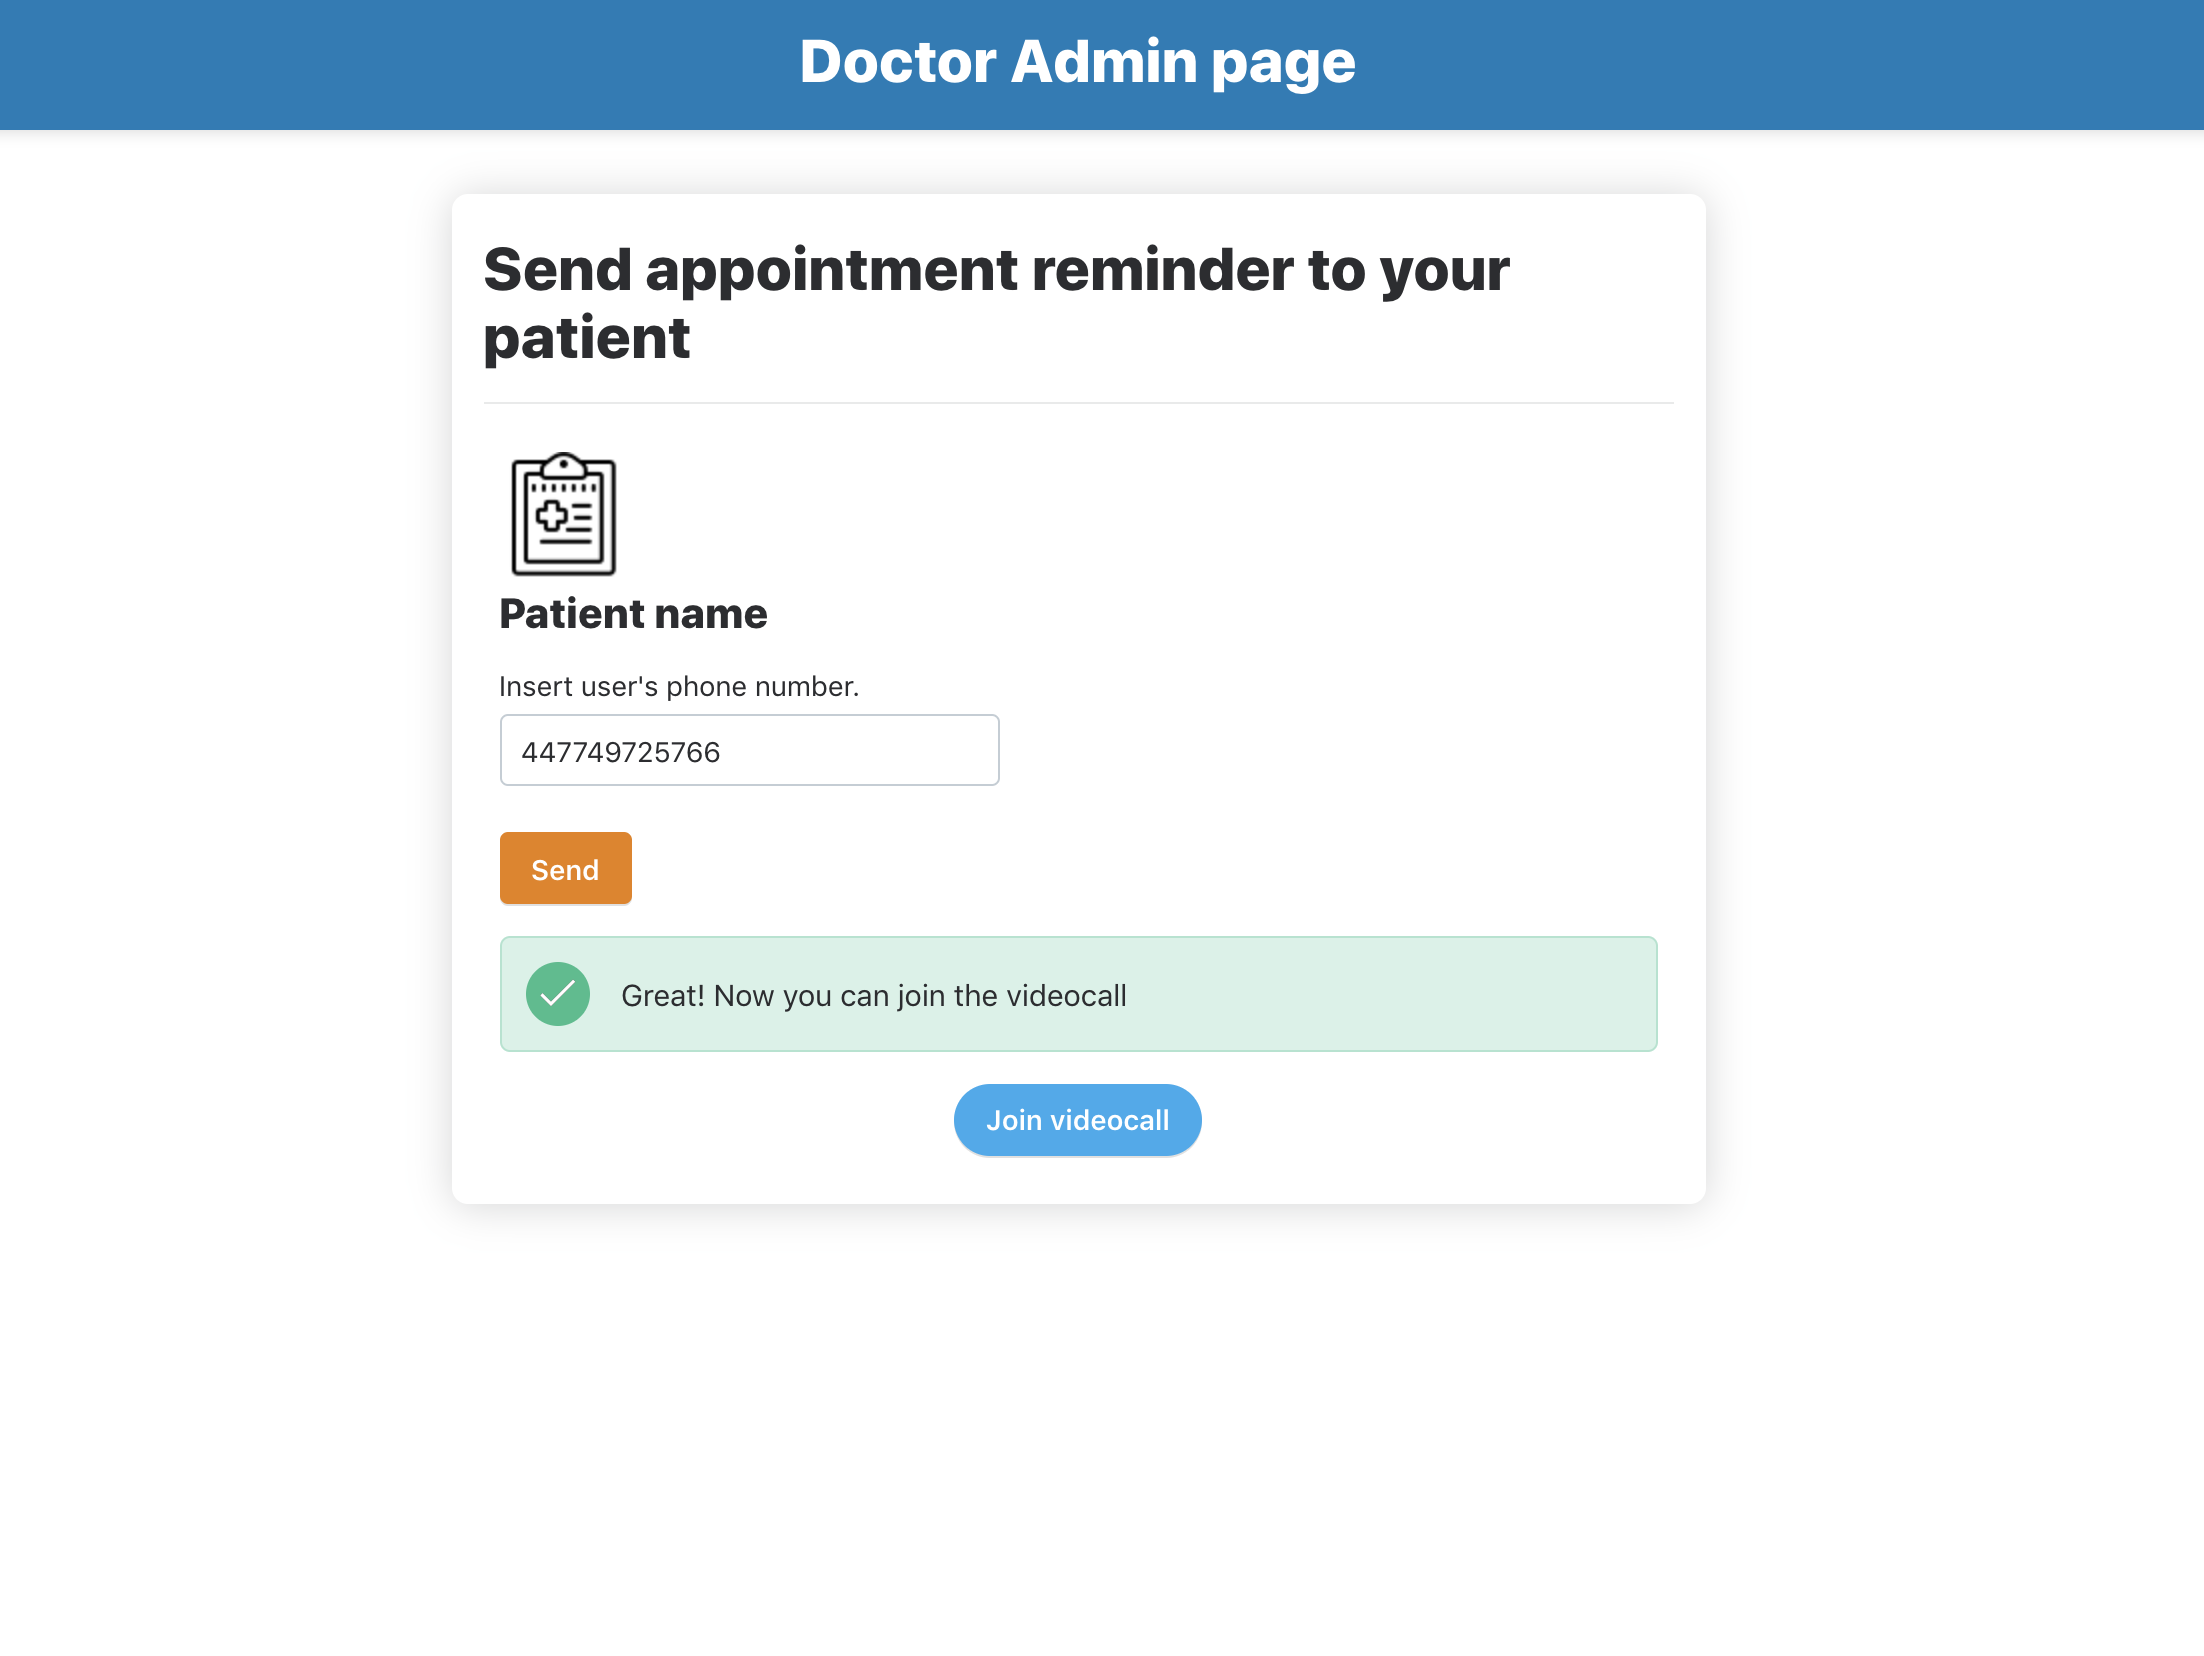 Doctor Admin page
Send appointment reminder to your
patient
Patient name
Insert user's phone number.
447749725766
Send
Great! Now you can join the videocall
Join videocall